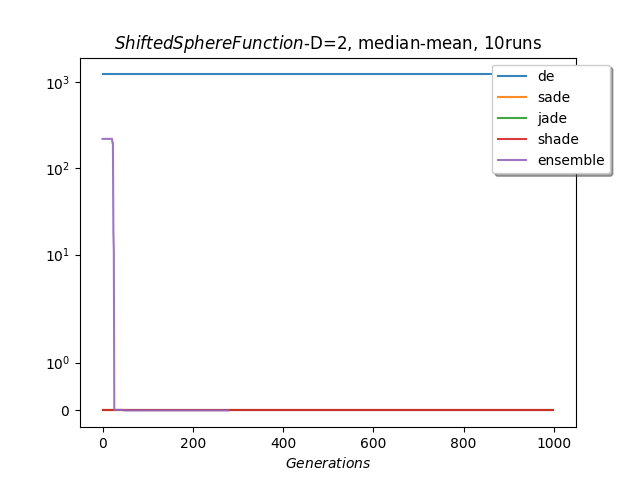 ShiftedSphereFunction-D=2, median-mean, 10runs
de
sade
jade
shade
ensemble
10³
10²
10¹
10⁰
0
0 200 400 600 800 1000
Generations